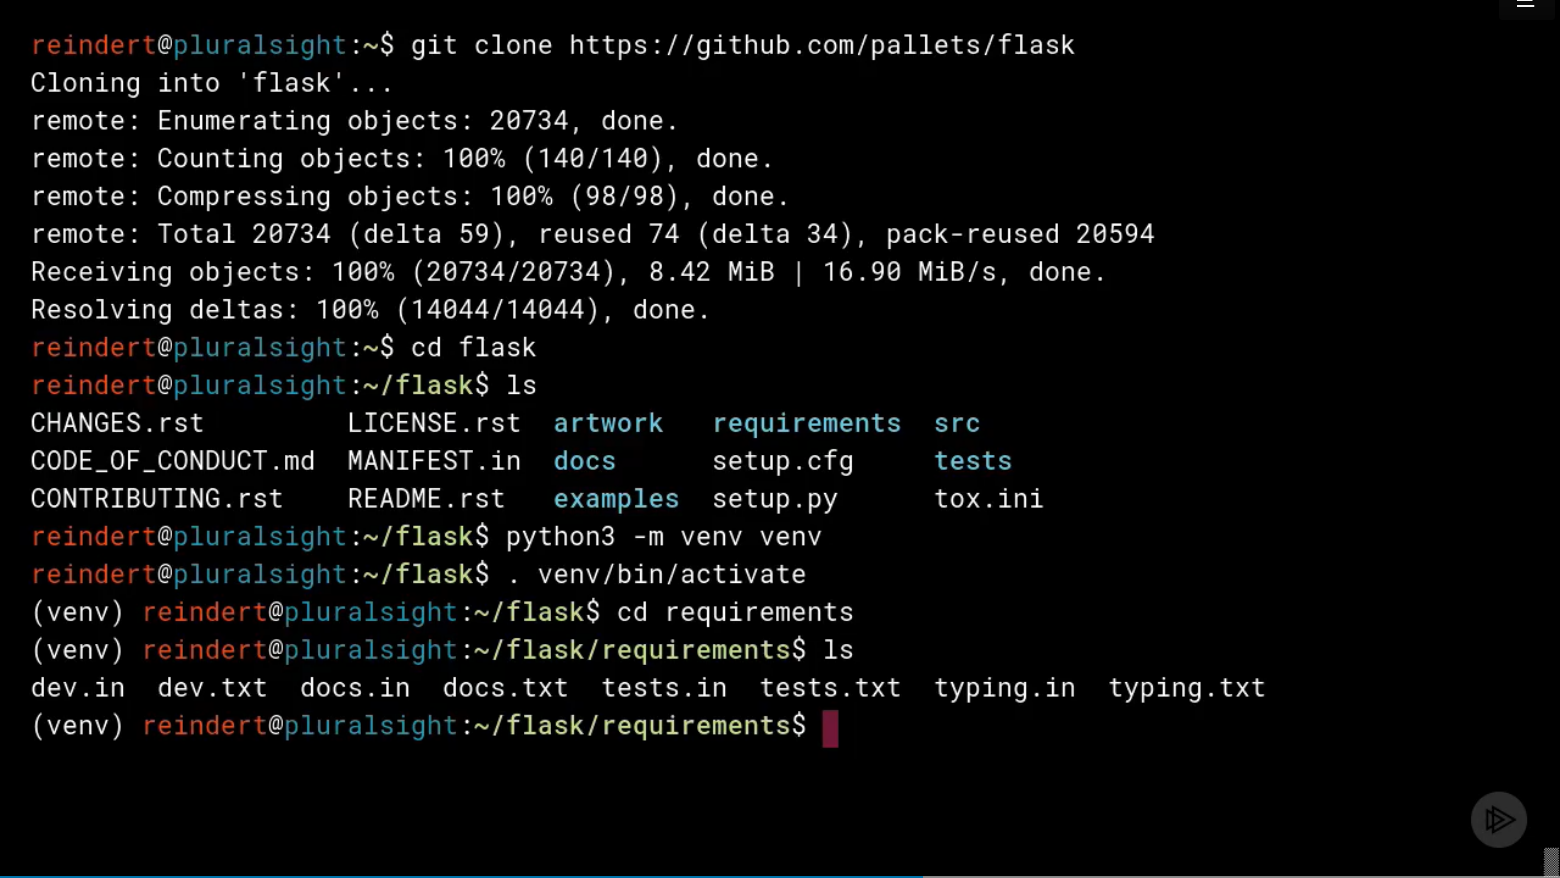 reindert@pluralsight:~$ git clone https://github.com/pallets/flask
Cloning into 'flask'...
remote: Enumerating objects: 20734, done.
remote: Counting objects: 100% (140/140), done.
remote: Compressing objects: 100% (98/98), done.
remote: Total 20734 (delta 59), reused 74 (delta 34), pack-reused 20594
Receiving objects: 100% (20734/20734), 8.42 MiB | 16.90 MiB/s, done.
Resolving deltas: 100% (14044/14044), done.
reindert@pluralsight:~$ cd flask
reindert@pluralsight:~/flask$ ls
CHANGES.rst LICENSE.rst artwork requirements src
CODE_OF_CONDUCT.md MANIFEST.in docs setup.cfg tests
CONTRIBUTING.rst README.rst examples setup.py tox.ini
reindert@pluralsight:~/flask$ python3 -m venv venv
reindert@pluralsight:~/flask$ . venv/bin/activate
(venv) reindert@pluralsight:~/flask$ cd requirements
(venv) reindert@pluralsight:~/flask/requirements$ ls
dev.in dev.txt docs.in docs.txt tests.in tests.txt typing.in typing.txt
(venv) reindert@pluralsight:~/flask/requirements$